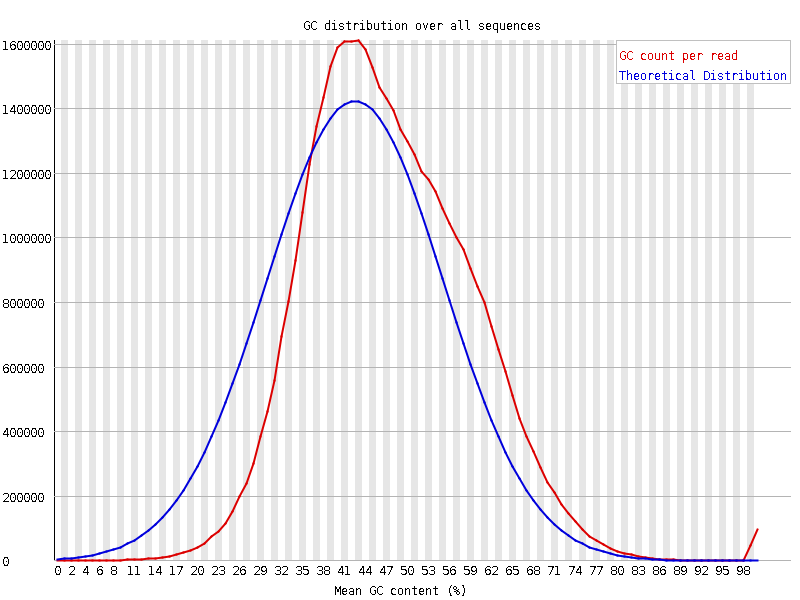 GC distribution over all sequences
GC count per read
Theoretical Distribution
1600000
1400000
1200000
1000000
800000
600000
400000
200000
0
0 2 4 6 8 11 14 17 20 23 26 29 32 35 38 41 44 47 50 53 56 59 62 65 68 71 74 77 80 83 86 89 92 95 98
Mean GC content (%)